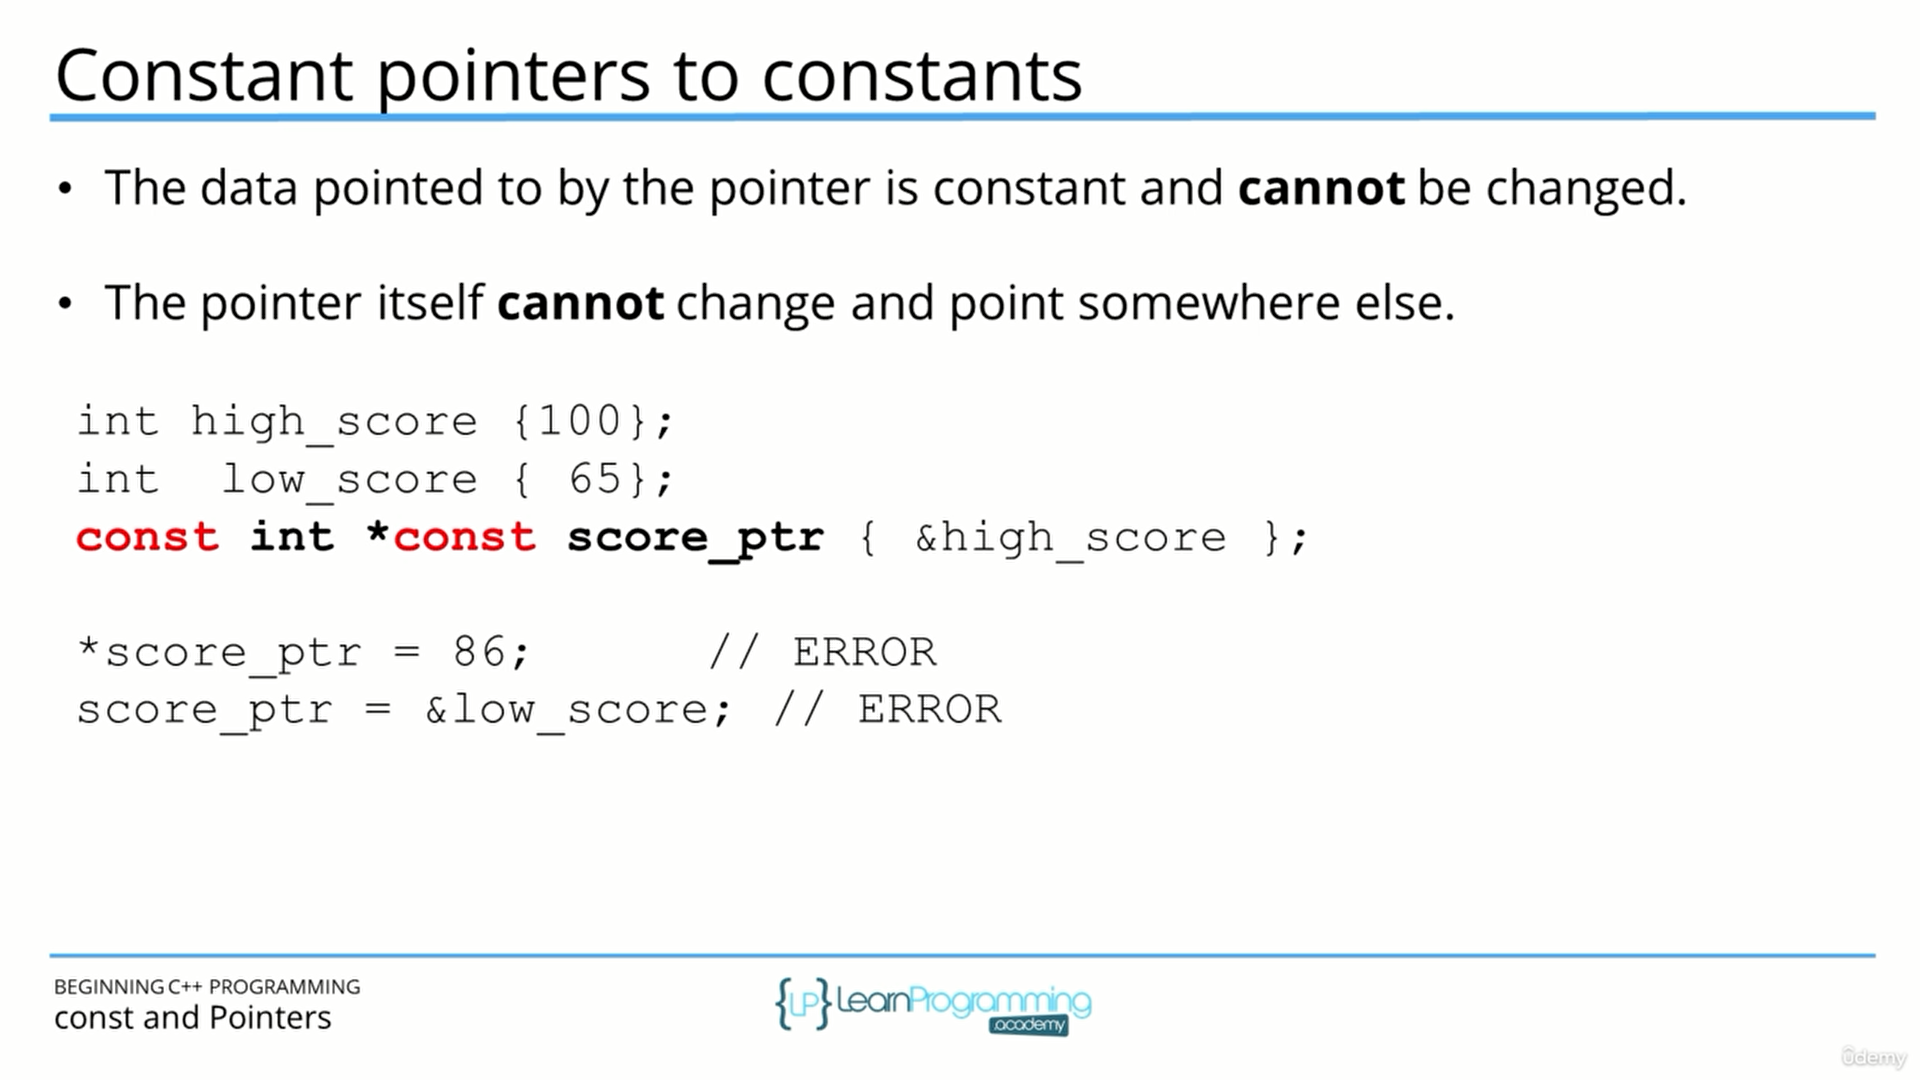 Constant pointers to constants
• The data pointed to by the pointer is constant and cannot be changed.
• The pointer itself cannot change and point somewhere else.
int high_score {100};
int  low_score { 65};
const int *const score_ptr { &high_score };
*score_ptr = 86;      // ERROR
score_ptr = &low_score; // ERROR
BEGINNING C++ PROGRAMMING
const and Pointers
{LP} LearnProgramming
academy
ûdemy